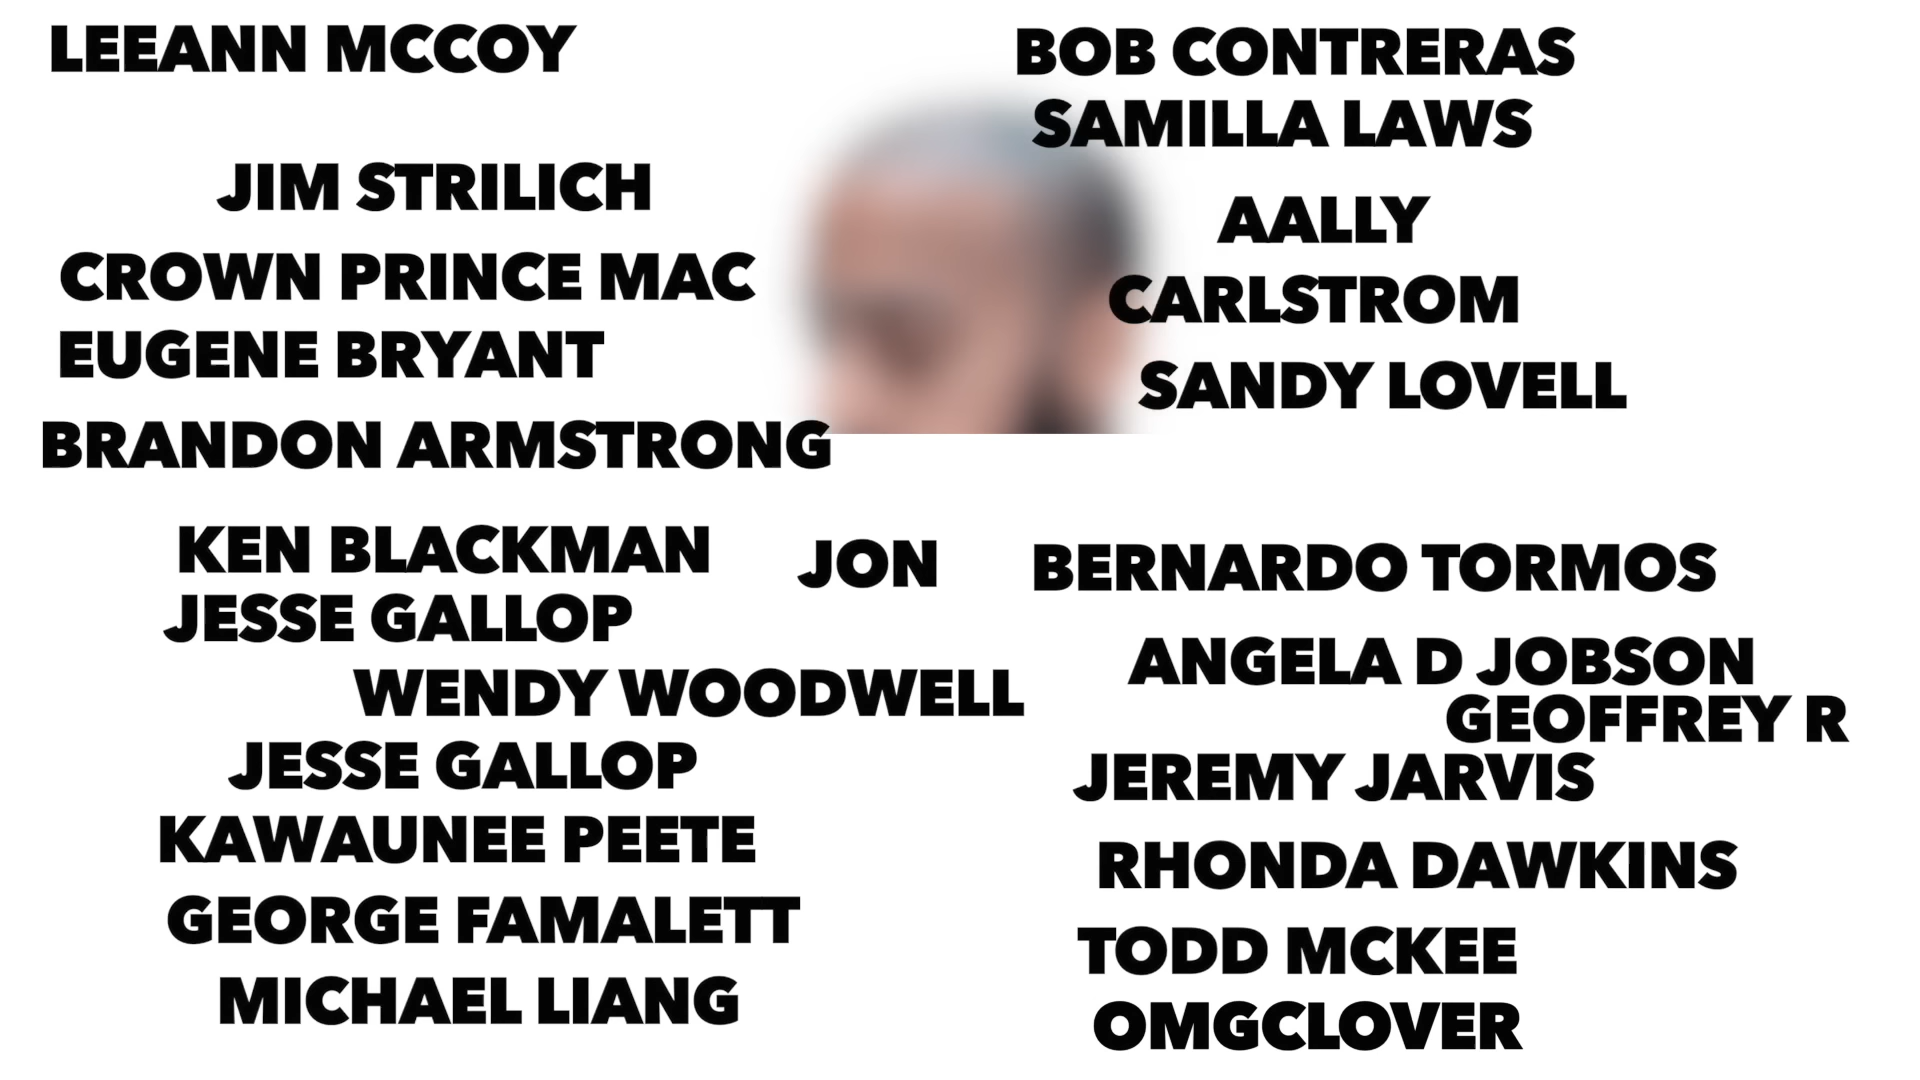 LEEANN MCCOY
JIM STRILICH
CROWN PRINCE MAC
EUGENE BRYANT
BRANDON ARMSTRONG
KEN BLACKMAN
JESSE GALLOP
WENDY WOODWELL
JESSE GALLOP
KAWAUNEE PEETE
GEORGE FAMALETT
MICHAEL LIANG
JON
BOB CONTRERAS
SAMILLA LAWS
AALLY
CARLSTROM
SANDY LOVELL
BERNARDO TORMOS
ANGELA D JOBSON
GEOFFREY R
JEREMY JARVIS
RHONDA DAWKINS
TODD MCKEE
OMGCLOVER